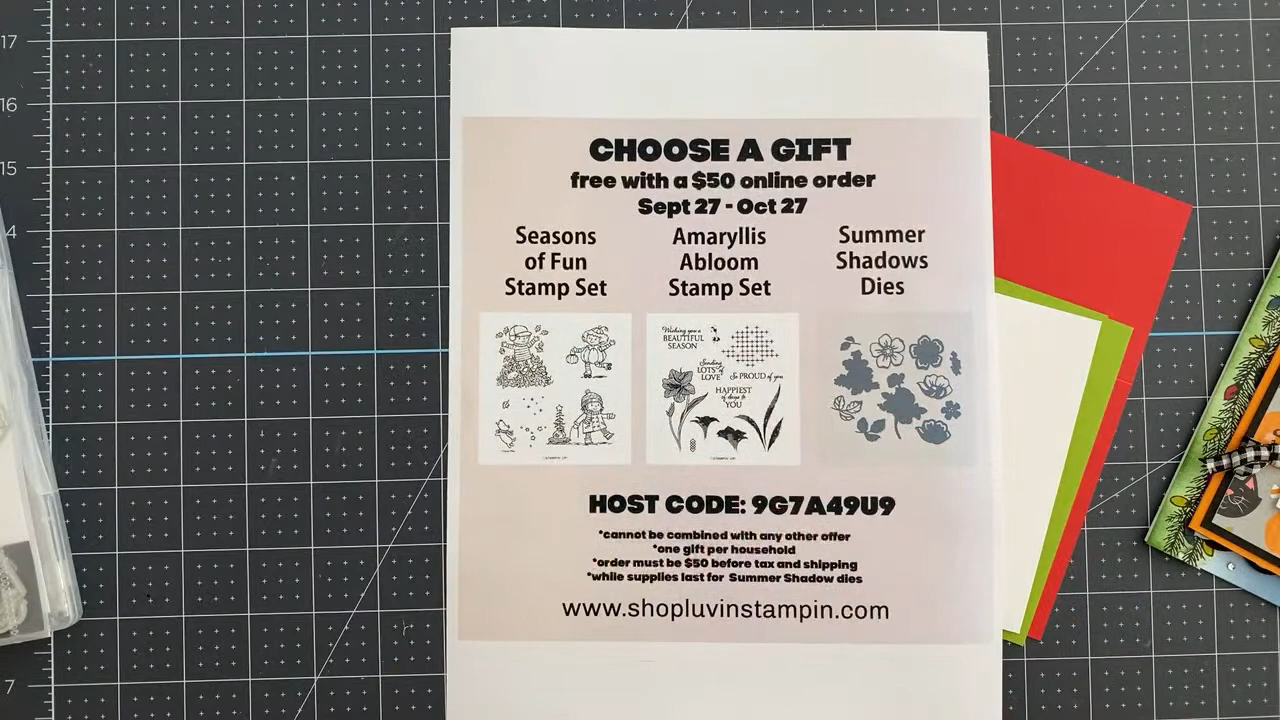 17
16
15
4
7
CHOOSE A GIFT
free with a $50 online order
Sept 27 - Oct 27
Seasons
of Fun
Stamp Set
Amaryllis
Abloom
Stamp Set
Summer
Shadows
Dies
Wishing you a
BEAUTIFUL
SEASON
Sending
LOTS of
LOVE
So PROUD of you
HAPPIEST
of days to
YOU
HOST CODE: 9G7A49U9
*cannot be combined with any other offer
*one gift per household
*order must be $50 before tax and shipping
*while supplies last for Summer Shadow dies
www.shopluvinstampin.com